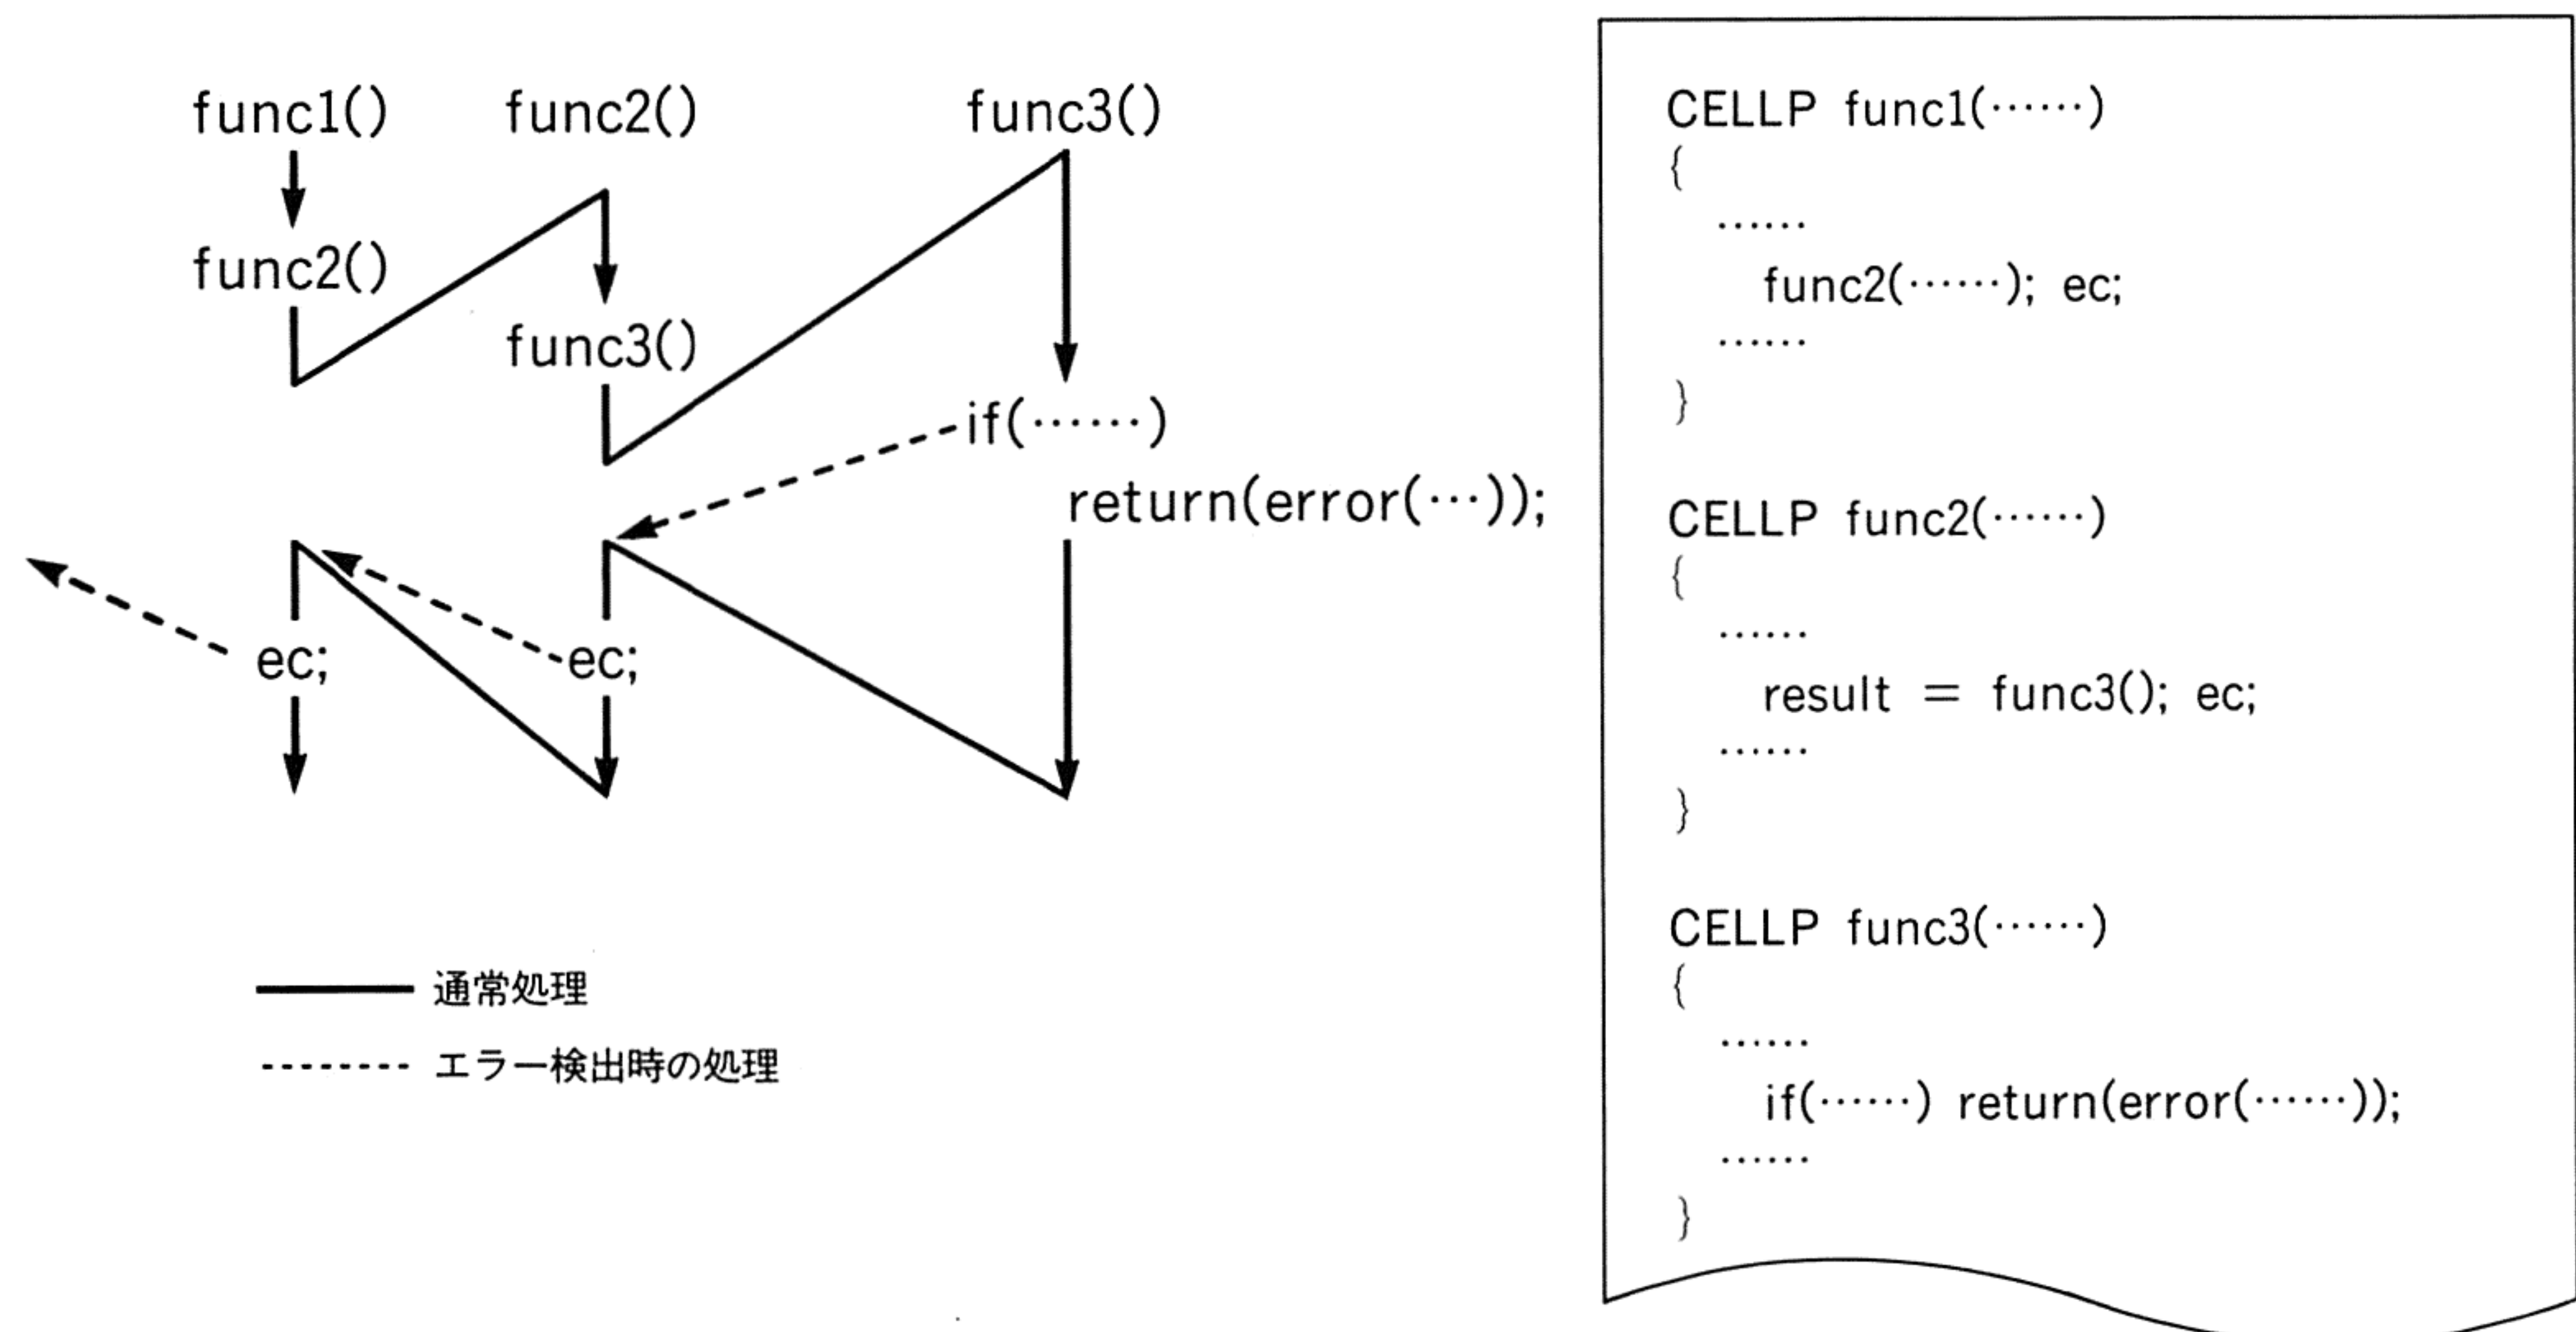 func1() func2() func3()
func2()
func3()
if(……)
return(error(…));
ec; ec;
通常処理
エラー検出時の処理
CELLP func1(……)
{
……
func2(……); ec;
……
}
CELLP func2(……)
{
……
result = func3(); ec;
……
}
CELLP func3(……)
{
……
if(……) return(error(……));
……
}